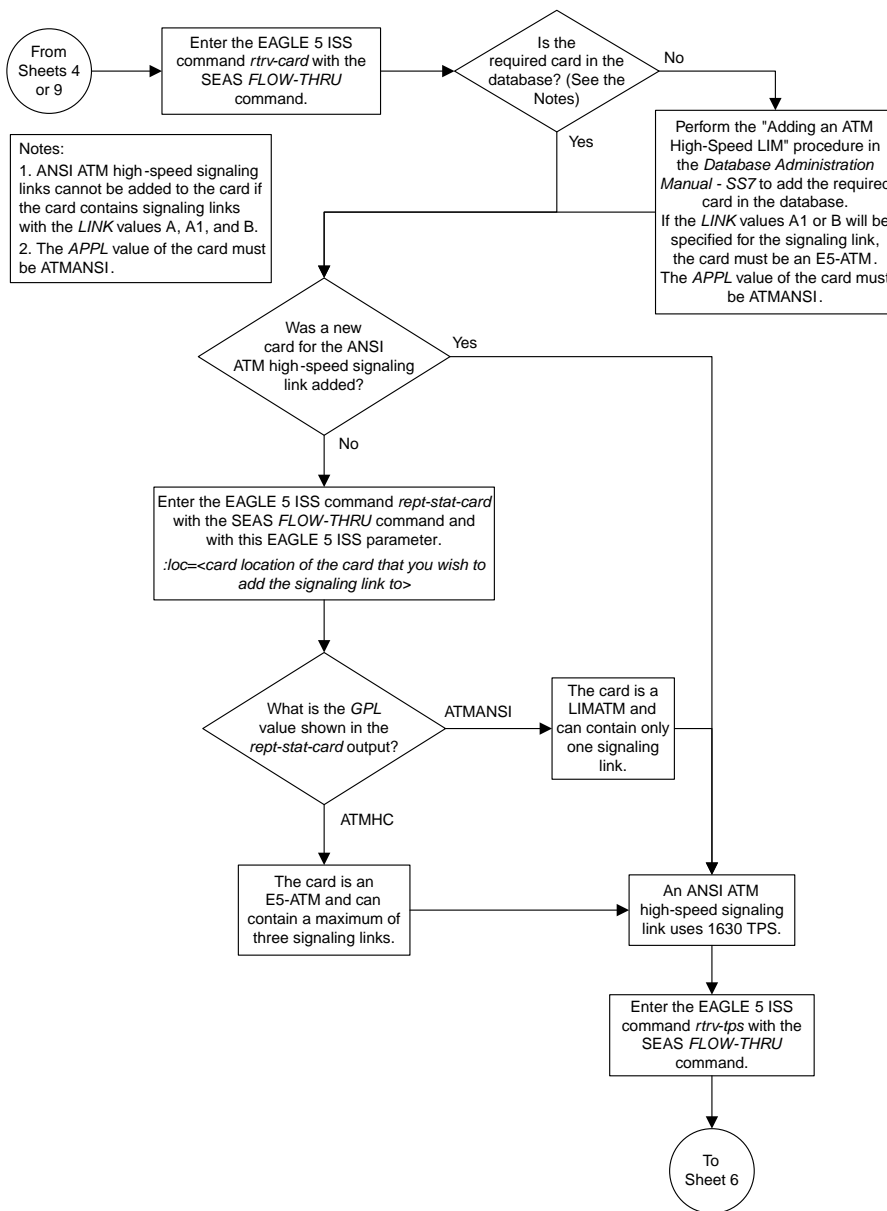 From
Sheets 4
or 9
Enter the EAGLE 5 ISS
command rtrv-card with the
SEAS FLOW-THRU
command.
Is the
required card in the
database? (See the
Notes)
No
Yes
Notes:
1. ANSI ATM high-speed signaling
links cannot be added to the card if
the card contains signaling links
with the LINK values A, A1, and B.
2. The APPL value of the card must
be ATMANSI.
Perform the "Adding an ATM
High-Speed LIM" procedure in
the Database Administration
Manual - SS7 to add the required
card in the database.
If the LINK values A1 or B will be
specified for the signaling link,
the card must be an E5-ATM.
The APPL value of the card must
be ATMANSI.
Was a new
card for the ANSI
ATM high-speed signaling
link added?
Yes
No
Enter the EAGLE 5 ISS command rept-stat-card
with the SEAS FLOW-THRU command and
with this EAGLE 5 ISS parameter.
:loc=<card location of the card that you wish to
add the signaling link to>
What is the GPL
value shown in the
rept-stat-card output?
ATMANSI
The card is a
LIMATM and
can contain only
one signaling
link.
ATMHC
The card is an
E5-ATM and can
contain a maximum of
three signaling links.
An ANSI ATM
high-speed signaling
link uses 1630 TPS.
Enter the EAGLE 5 ISS
command rtrv-tps with the
SEAS FLOW-THRU
command.
To
Sheet 6